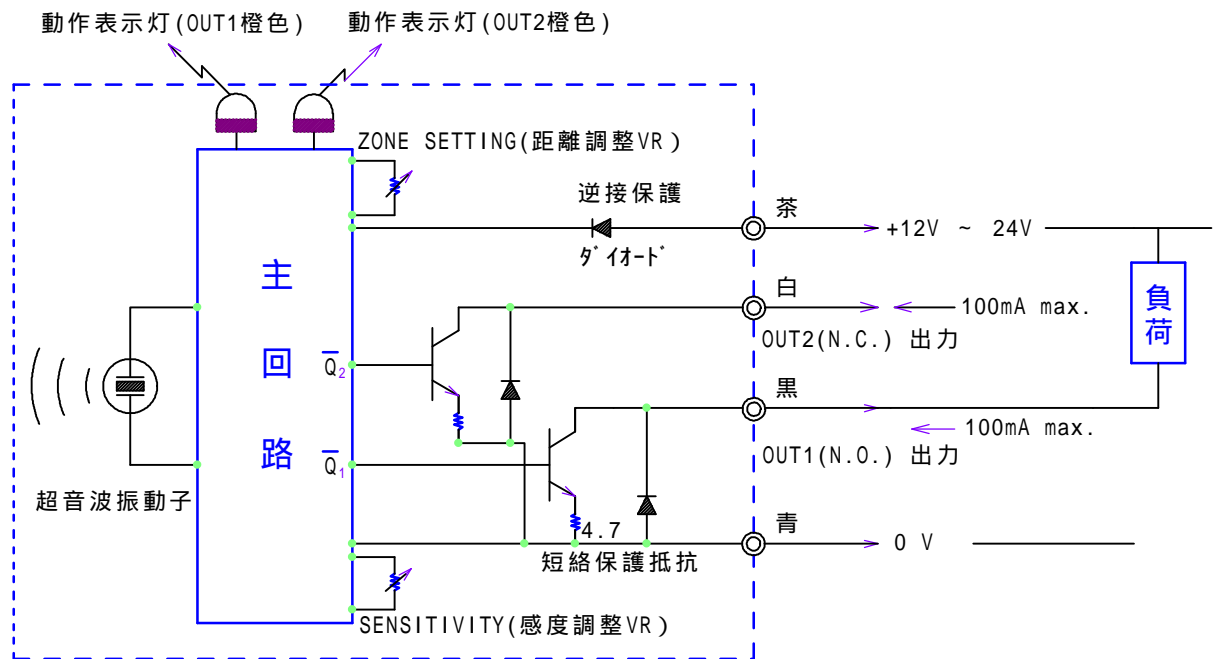 動作表示灯(OUT1橙色)
動作表示灯(OUT2橙色)
ZONE SETTING(距離調整VR)
逆接保護
ダイオード
茶
+12V ~ 24V
主
回
路
白
100mA max.
OUT2(N.C.) 出力
負
荷
Q̅2
黒
100mA max.
OUT1(N.O.) 出力
Q̅1
超音波振動子
4.7
短絡保護抵抗
青
0 V
SENSITIVITY(感度調整VR)